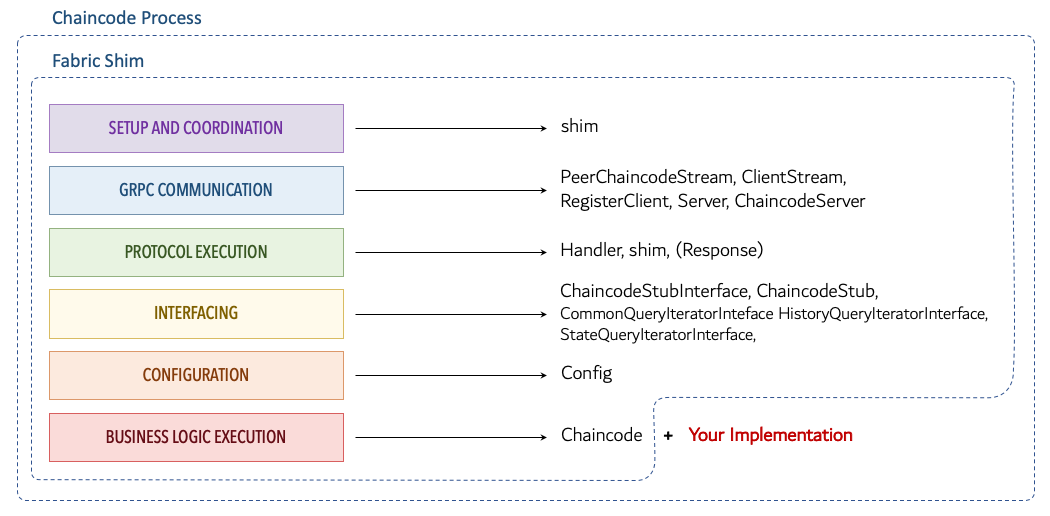 Chaincode Process
Fabric Shim
SETUP AND COORDINATION
shim
GRPC COMMUNICATION
PeerChaincodeStream, ClientStream,
RegisterClient, Server, ChaincodeServer
PROTOCOL EXECUTION
Handler, shim, (Response)
INTERFACING
ChaincodeStubInterface, ChaincodeStub,
CommonQueryIteratorInteface HistoryQueryIteratorInterface,
StateQueryIteratorInterface,
CONFIGURATION
Config
BUSINESS LOGIC EXECUTION
Chaincode + Your Implementation